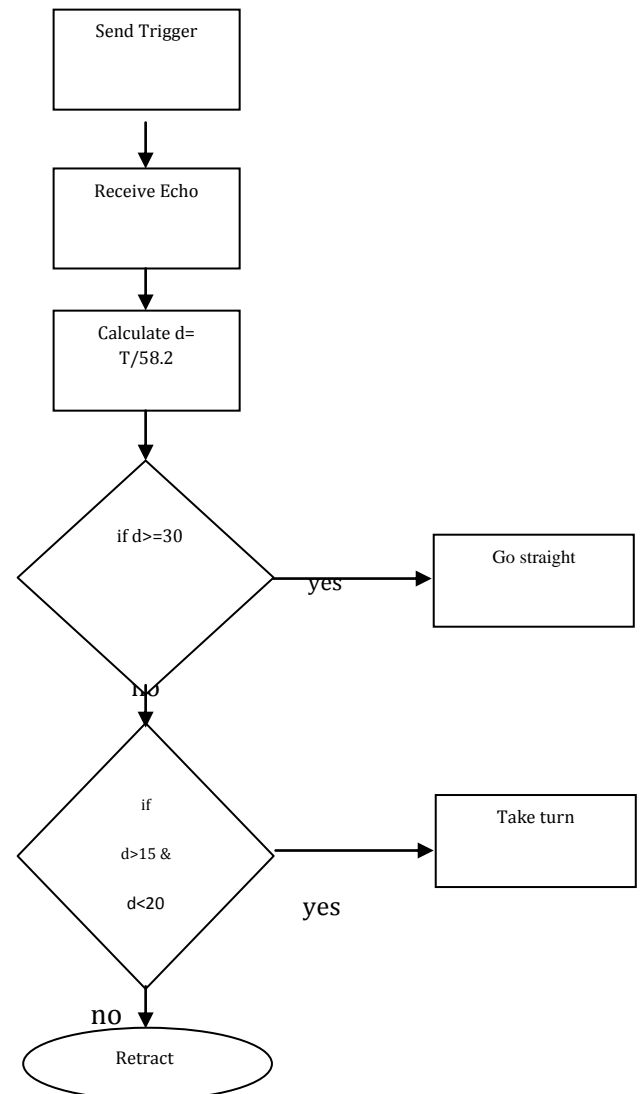 Send Trigger
Receive Echo
Calculate d=
T/58.2
if d>=30
yes
Go straight
no
if
d>15 &
d<20
yes
Take turn
no
Retract